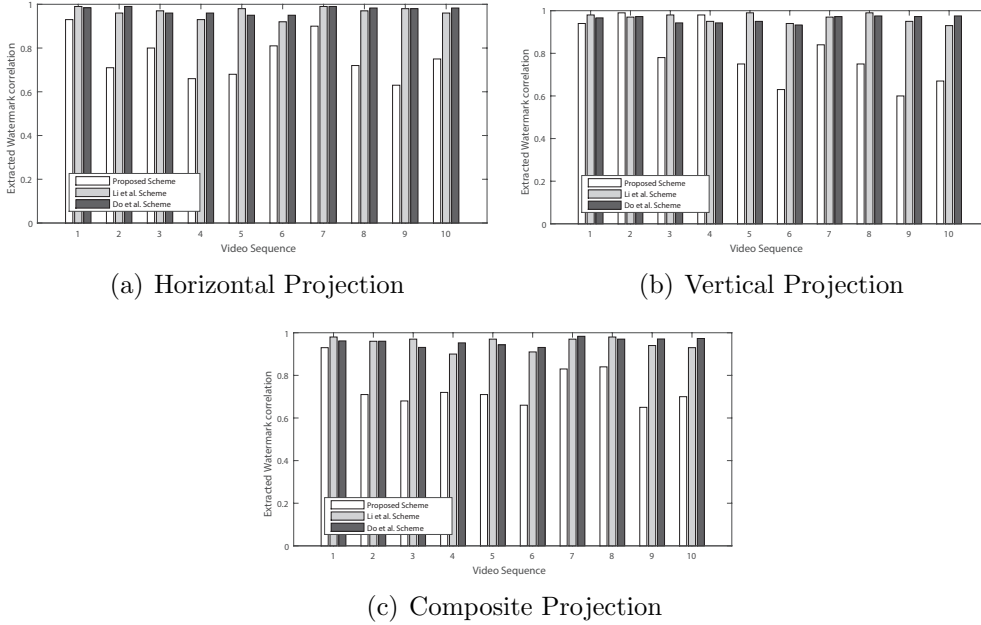 1
0.8
0.6
0.4
0.2
0
Extracted Watermark correlation
Proposed Scheme
Li et al. Scheme
Do et al. Scheme
1 2 3 4 5 6 7 8 9 10
Video Sequence
(a) Horizontal Projection
1
0.8
0.6
0.4
0.2
0
Extracted Watermark correlation
Proposed Scheme
Li et al. Scheme
Do et al. Scheme
1 2 3 4 5 6 7 8 9 10
Video Sequence
(b) Vertical Projection
1
0.8
0.6
0.4
0.2
0
Extracted Watermark correlation
Proposed Scheme
Li et al. Scheme
Do et al. Scheme
1 2 3 4 5 6 7 8 9 10
Video Sequence
(c) Composite Projection